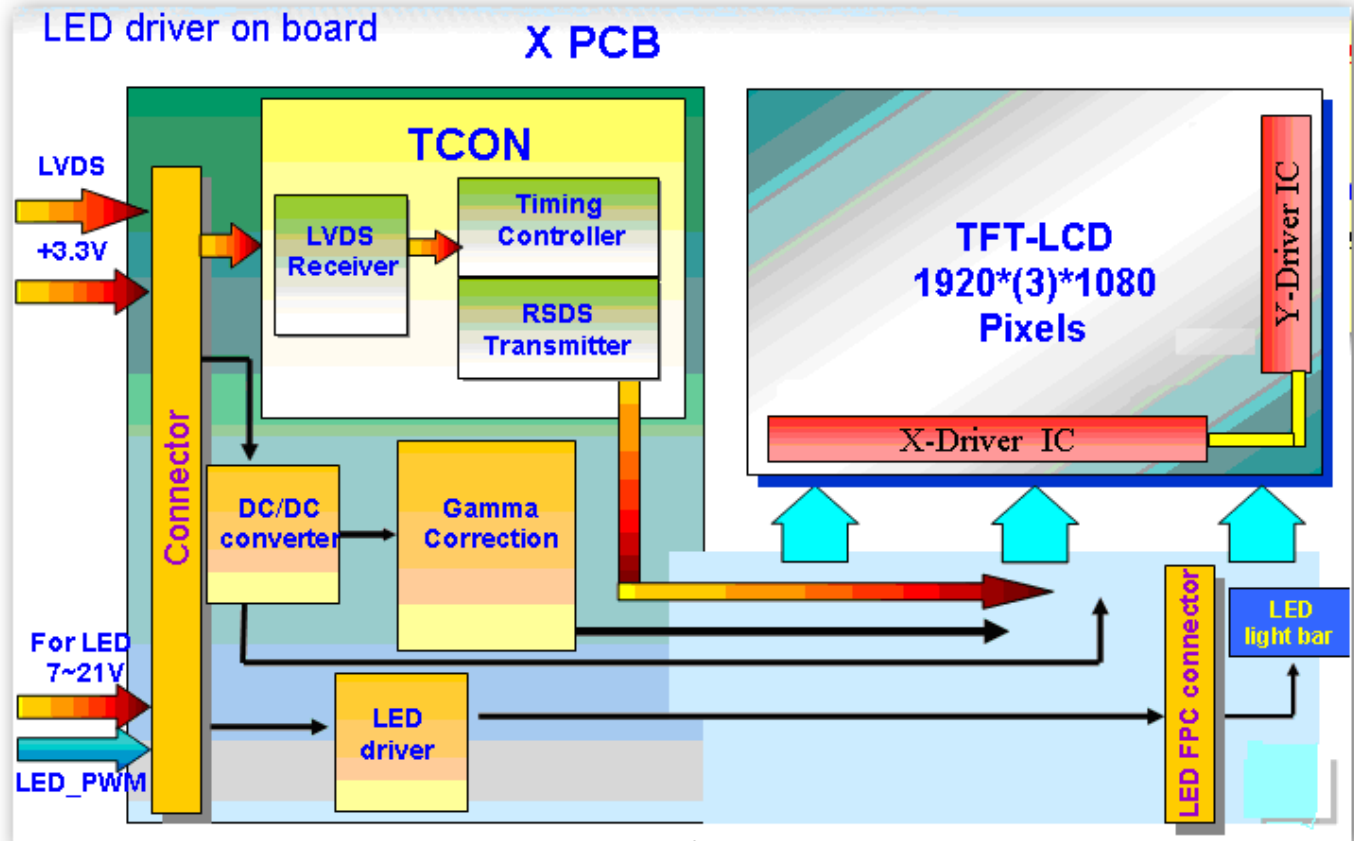 LED driver on board
X PCB
TCON
LVDS
+3.3V
LVDS
Receiver
Timing
Controller
RSDS
Transmitter
TFT-LCD
1920*(3)*1080
Pixels
Y-Driver IC
X-Driver IC
Connector
DC/DC
converter
Gamma
Correction
For LED
7~21V
LED_PWM
LED
driver
LED FPC connector
LED
light bar